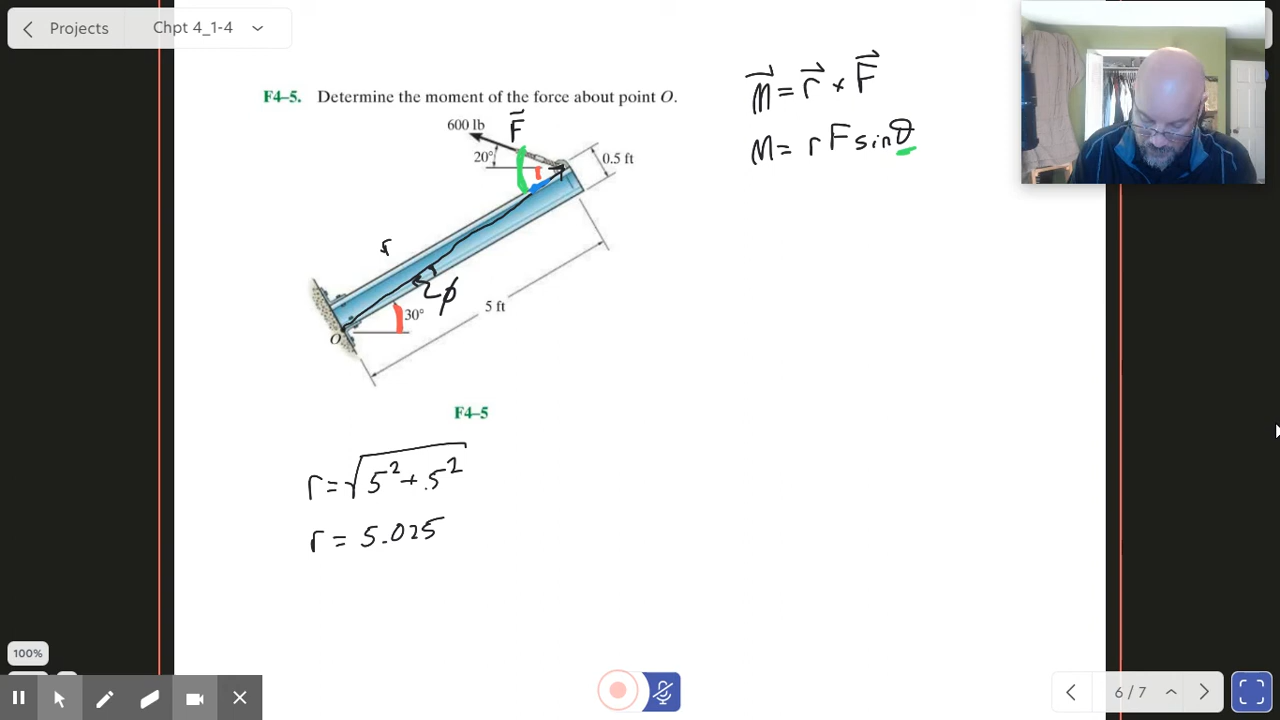 Projects
Chpt 4_1-4
F4–5. Determine the moment of the force about point O.
600 lb
F⃗
20°
0.5 ft
r
ϕ
30°
5 ft
O
F4–5
M⃗ = r⃗ × F⃗
M = r F sin θ
r = √5² + .5²
r = 5.025
100%
6 / 7